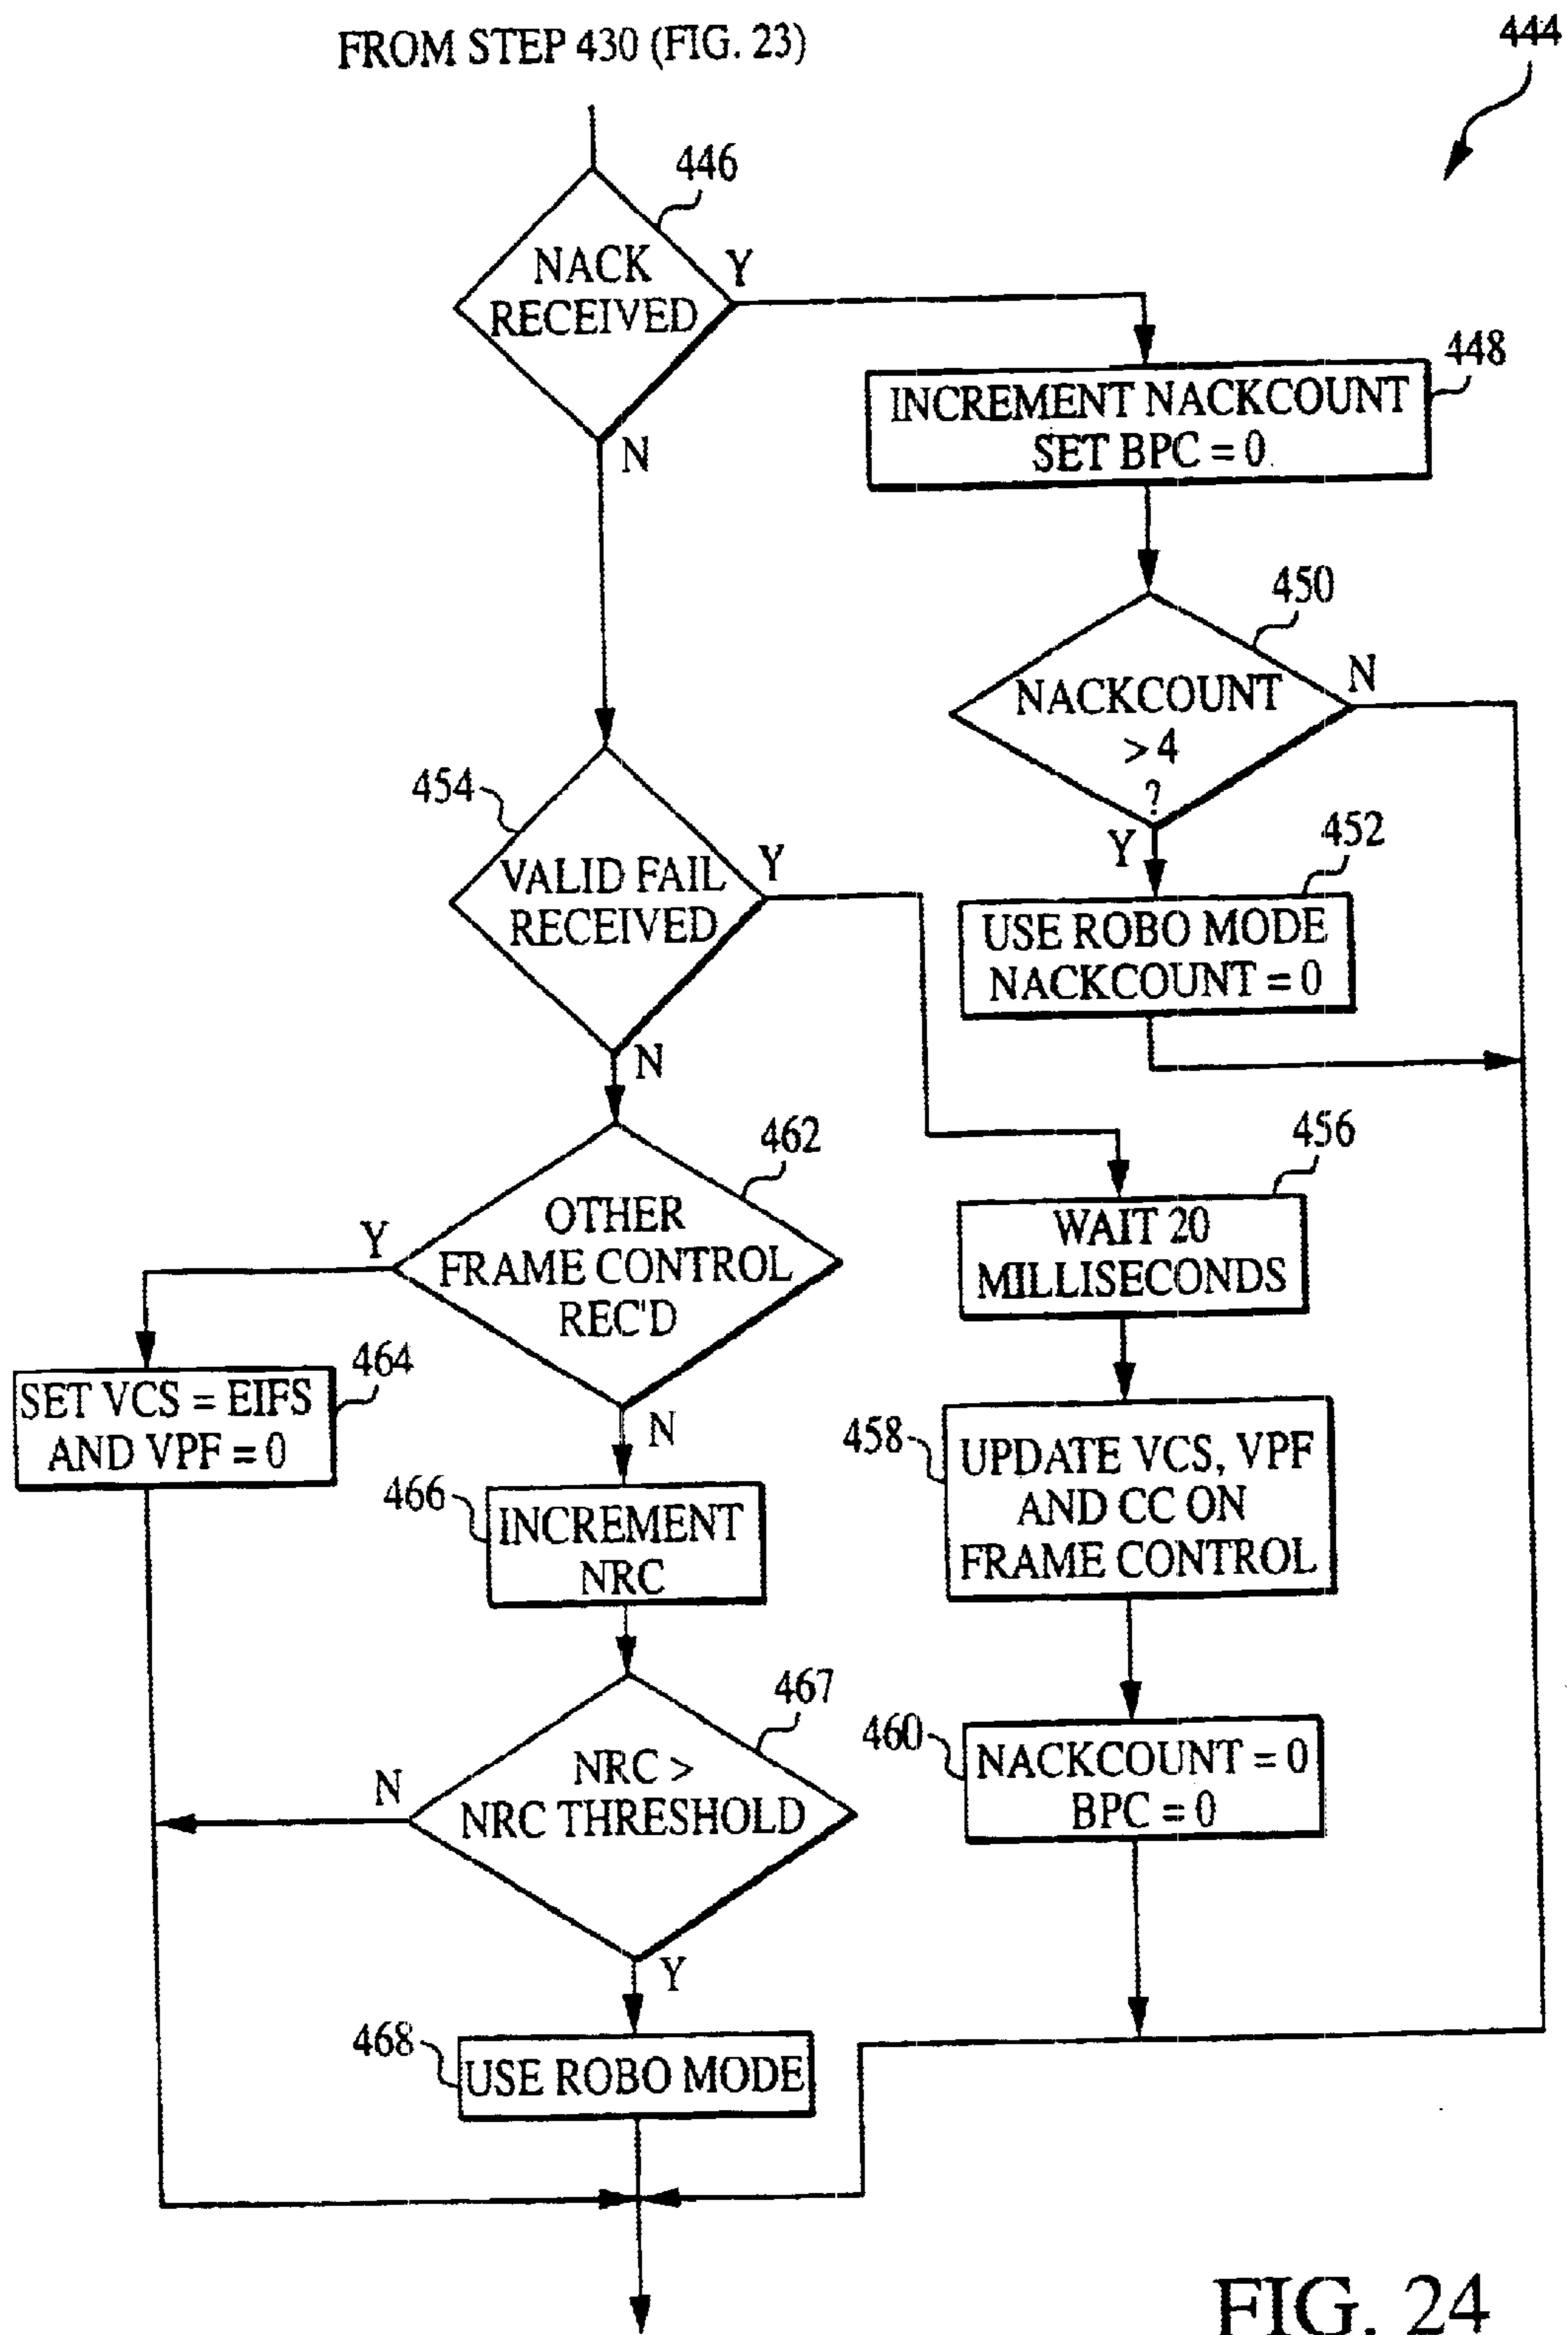 FROM STEP 430 (FIG. 23)
444
446
NACK
RECEIVED
Y
N
448
INCREMENT NACKCOUNT
SET BPC = 0
450
NACKCOUNT
> 4
?
N
Y
452
USE ROBO MODE
NACKCOUNT = 0
454
VALID FAIL
RECEIVED
Y
N
456
WAIT 20
MILLISECONDS
458
UPDATE VCS, VPF
AND CC ON
FRAME CONTROL
460
NACKCOUNT = 0
BPC = 0
462
OTHER
FRAME CONTROL
REC'D
Y
N
464
SET VCS = EIFS
AND VPF = 0
466
INCREMENT
NRC
467
NRC >
NRC THRESHOLD
N
Y
468
USE ROBO MODE
FIG. 24